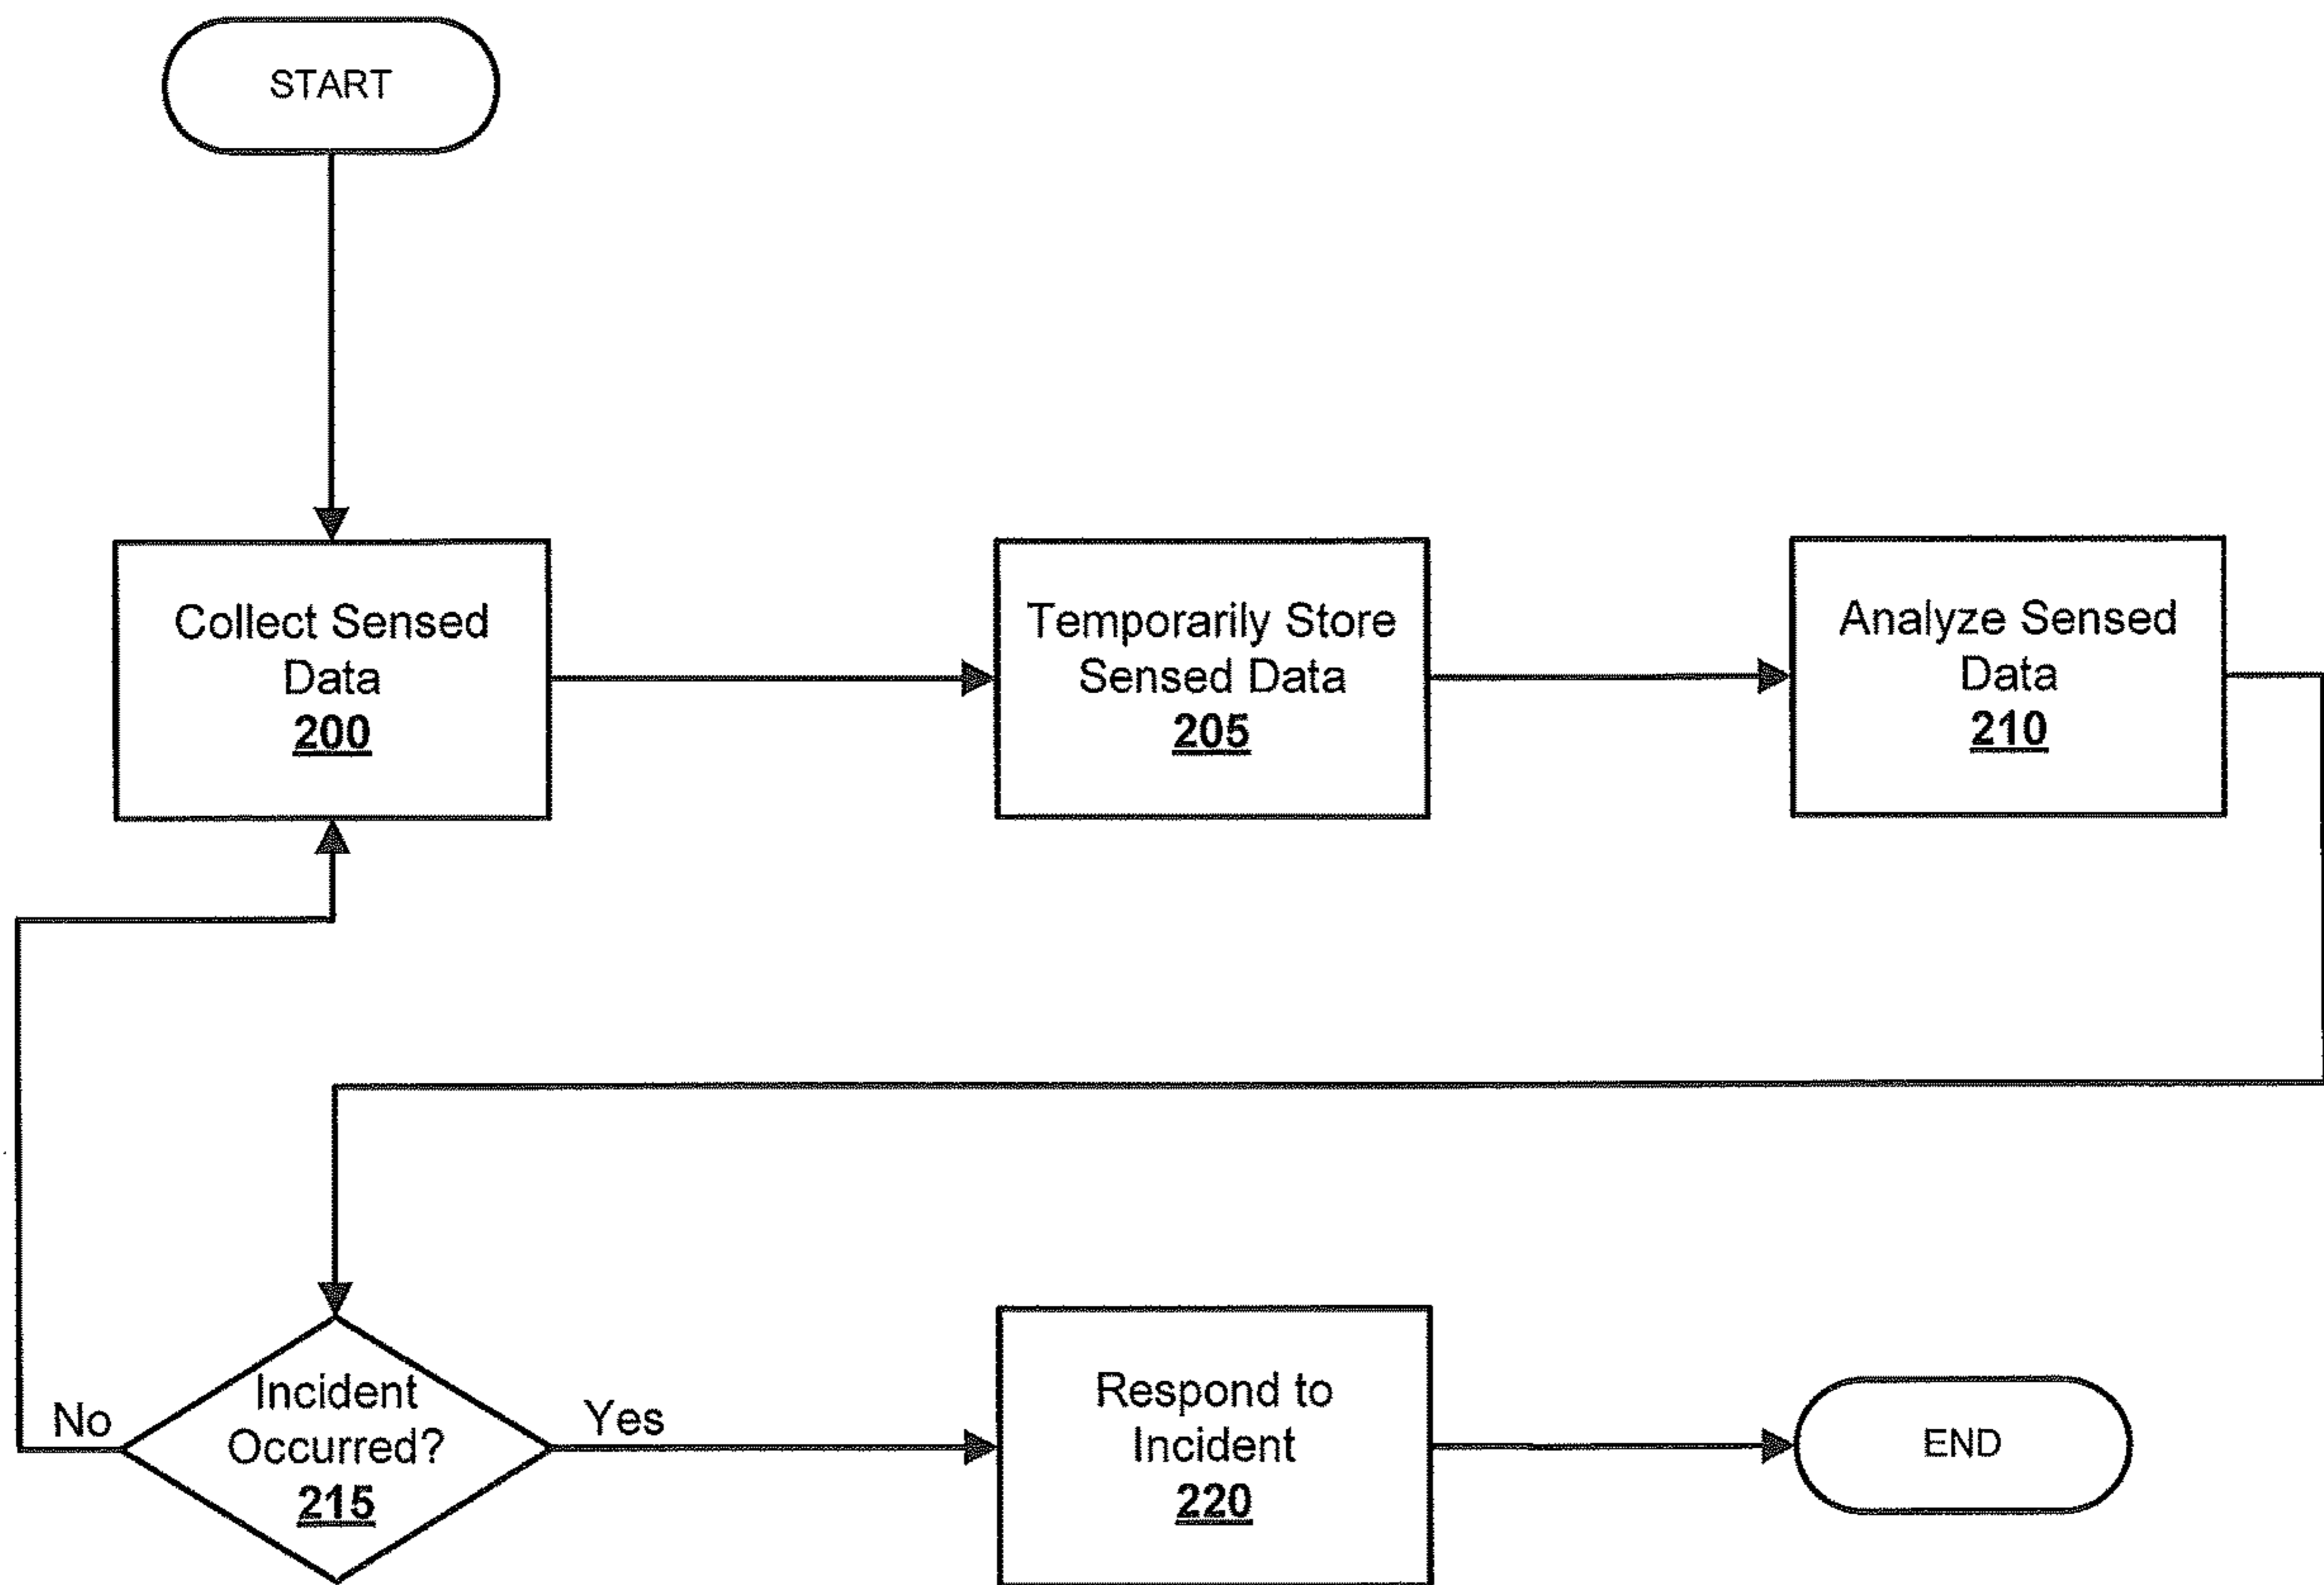 START
Collect Sensed
Data
200
Temporarily Store
Sensed Data
205
Analyze Sensed
Data
210
No
Incident
Occurred?
215
Yes
Respond to
Incident
220
END